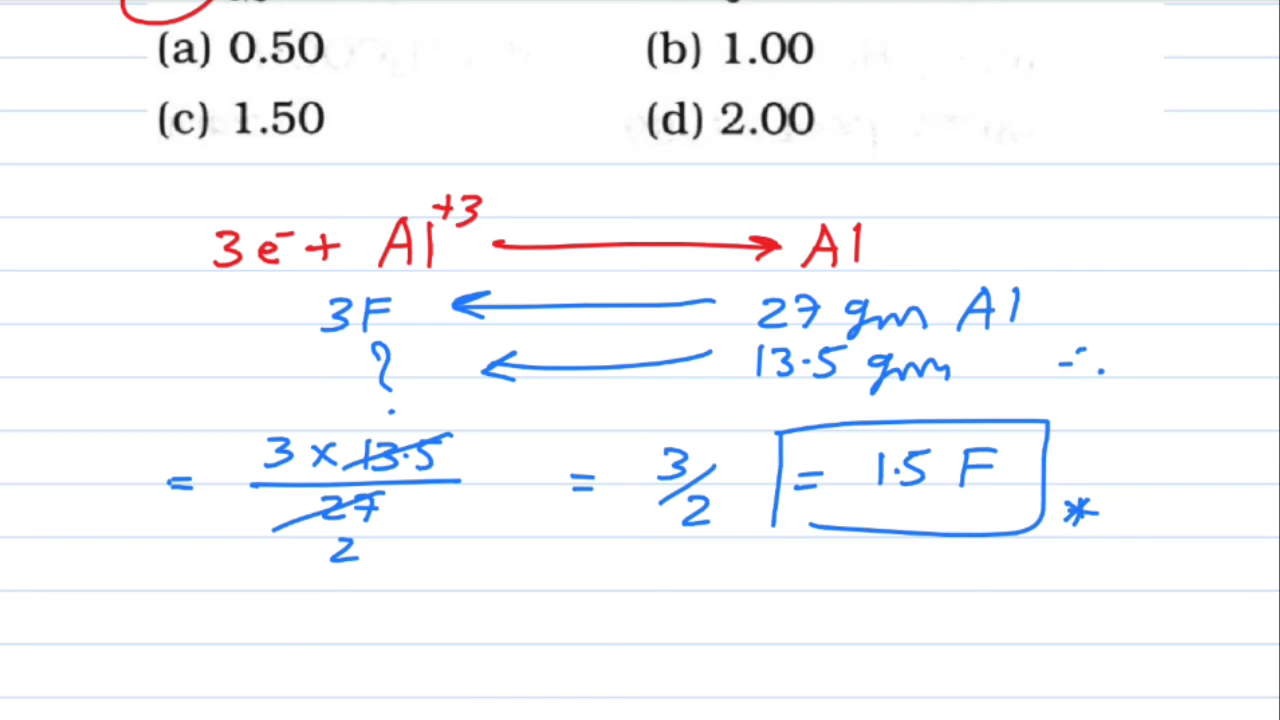 (a) 0.50 (b) 1.00
(c) 1.50 (d) 2.00
3e⁻ + Al⁺³ → Al
3F ← 27 gm Al
? ← 13.5 gm ∴
= 3 × 13.5 / 27 2 = 3/2 = 1.5 F *